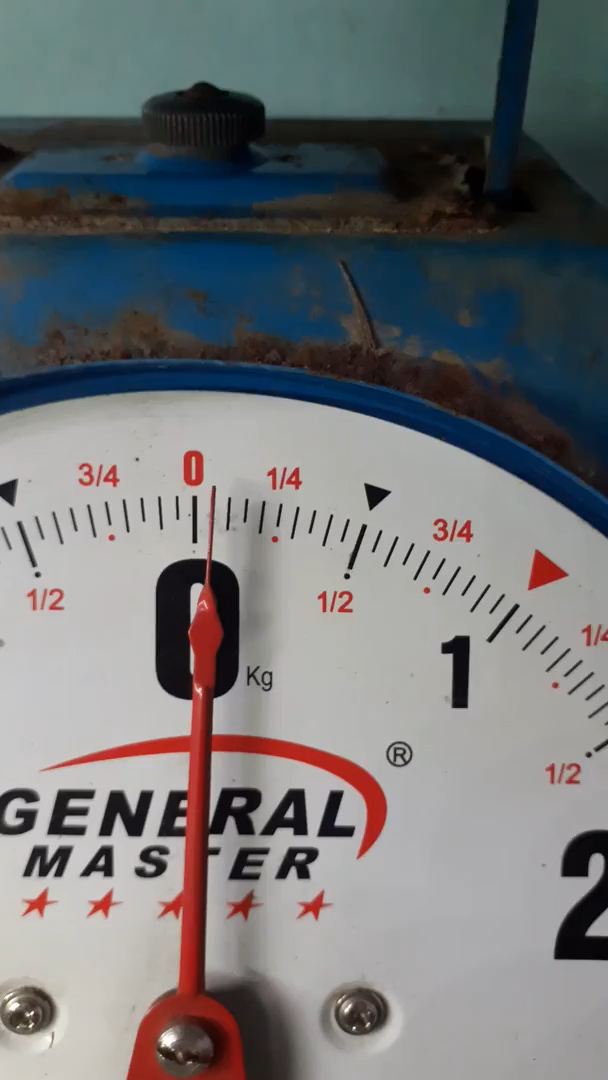 3/4 0 1/4 3/4 1/4
1/2 0 1/2 1 1/2
Kg
®
GENERAL
MASTER
2